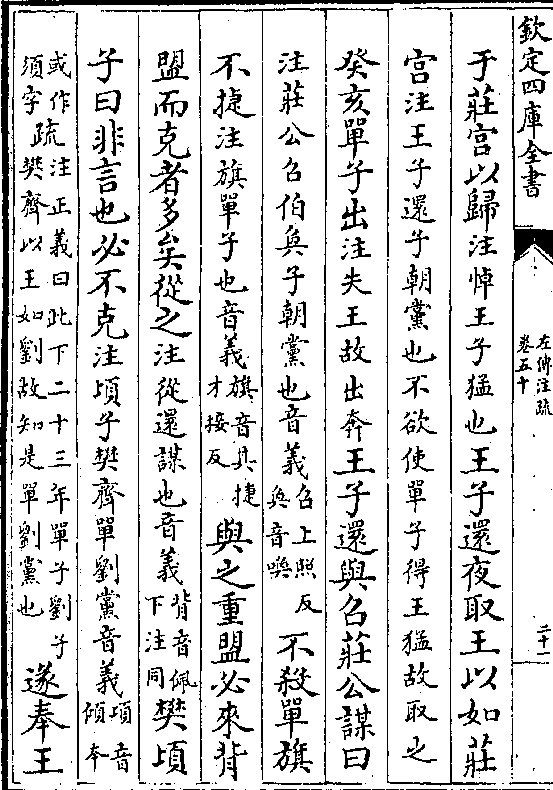 欽定四庫全書
左傳注疏
卷五十
二十一
于莊宮以歸注悼王子猛也王子還夜取王以如莊
宮注王子還子朝黨也不欲使單子得王猛故取之
癸亥單子出注失王故出奔王子還與召莊公謀曰
注莊公召伯奐子朝黨也音義召上照反奐音喚不殺單旗
不捷注旗單子也音義旗音其捷才接反與之重盟必來背
盟而克者多矣從之注從還謀也音義背音佩下注同樊頃
子曰非言也必不克注頃子樊齊單劉黨音義頃音傾本
或作須字疏注正義曰此下二十三年單子劉子樊齊以王如劉故知是單劉黨也遂奉王